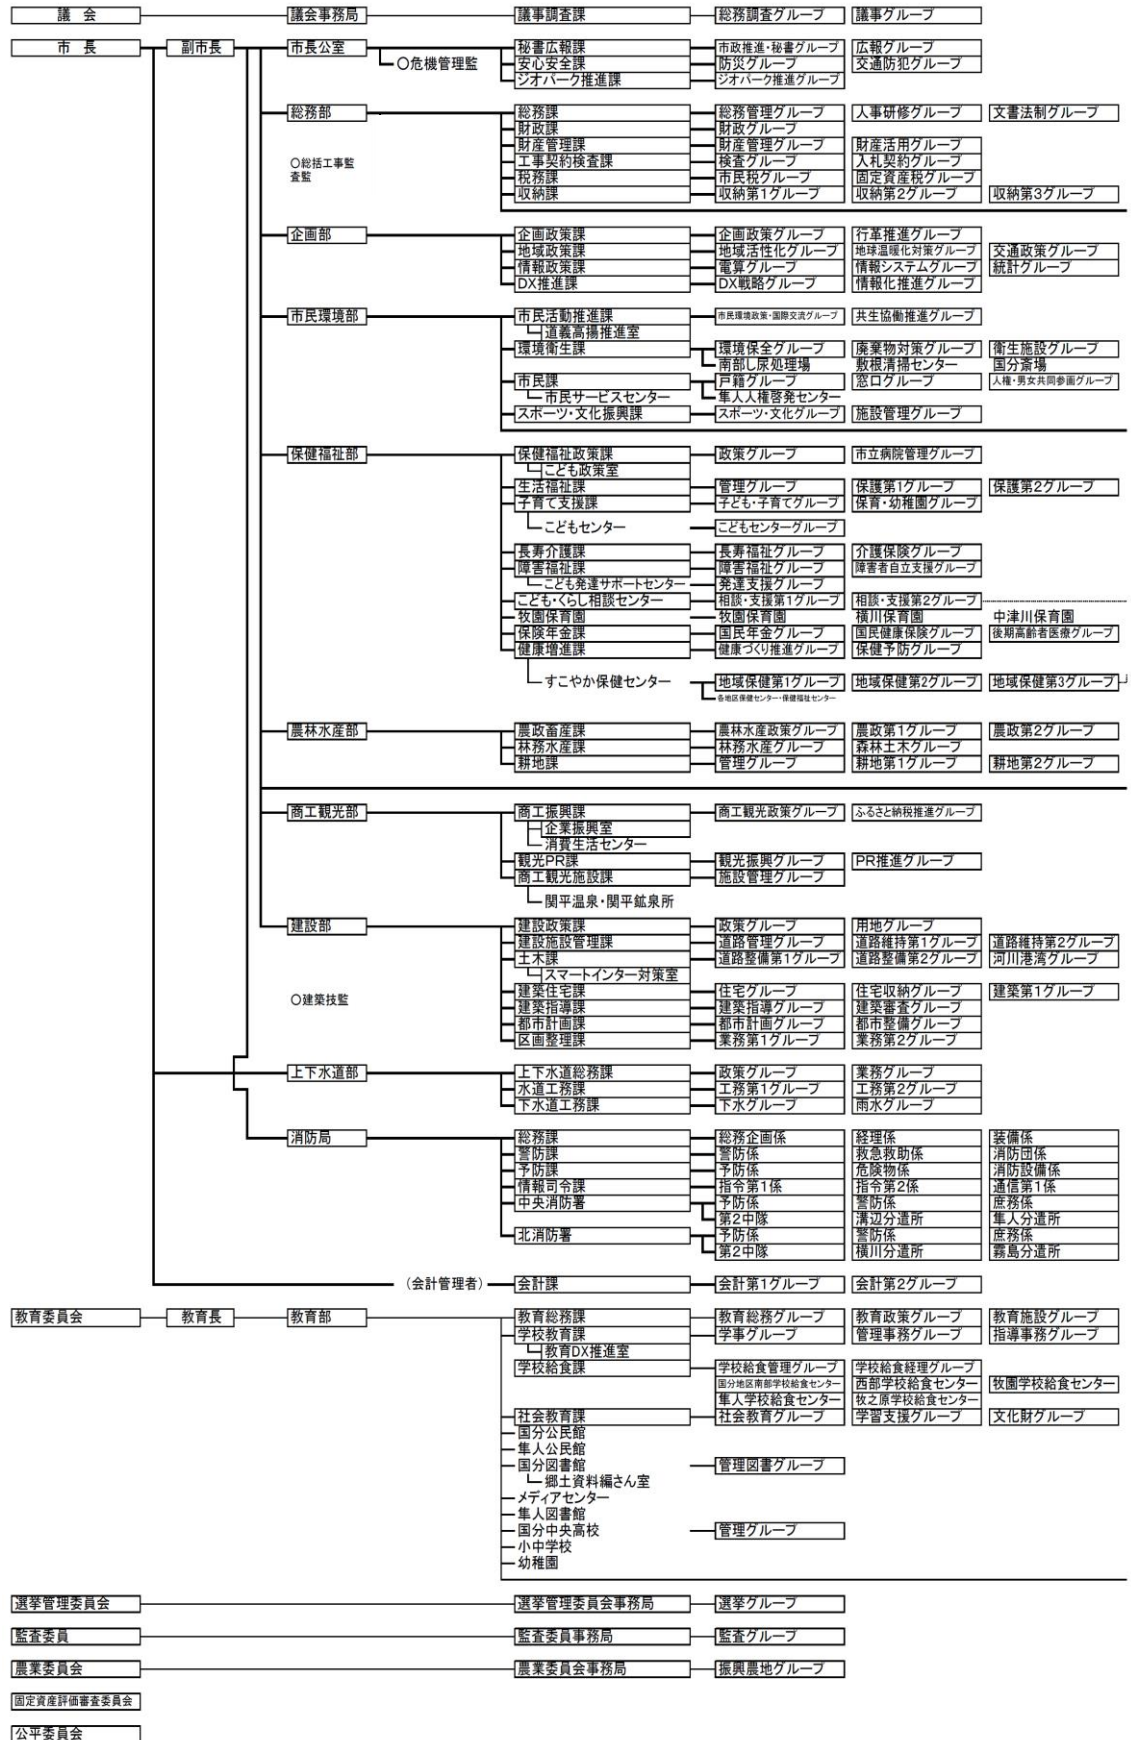 議会 議会事務局 議事調査課 総務調査グループ 議事グループ
市長 副市長 市長公室 秘書広報課 市政推進・秘書グループ 広報グループ
〇危機管理監 安心安全課 防災グループ 交通防犯グループ
ジオパーク推進課 ジオパーク推進グループ
総務部 総務課 総務管理グループ 人事研修グループ 文書法制グループ
財政課 財政グループ
財産管理課 財産管理グループ 財産活用グループ
〇総括工事監査監 工事契約検査課 検査グループ 入札契約グループ
税務課 市民税グループ 固定資産税グループ
収納課 収納第1グループ 収納第2グループ 収納第3グループ
企画部 企画政策課 企画政策グループ 行革推進グループ
地域政策課 地域活性化グループ 地球温暖化対策グループ 交通政策グループ
情報政策課 電算グループ 情報システムグループ 統計グループ
DX推進課 DX戦略グループ 情報化推進グループ
市民環境部 市民活動推進課 市民環境政策・国際交流グループ 共生協働推進グループ
道義高揚推進室
環境衛生課 環境保全グループ 廃棄物対策グループ 衛生施設グループ
南部し尿処理場 敷根清掃センター 国分斎場
市民課 戸籍グループ 窓口グループ 人権・男女共同参画グループ
市民サービスセンター 隼人人権啓発センター
スポーツ・文化振興課 スポーツ・文化グループ 施設管理グループ
保健福祉部 保健福祉政策課 政策グループ 市立病院管理グループ
こども政策室
生活福祉課 管理グループ 保護第1グループ 保護第2グループ
子育て支援課 子ども・子育てグループ 保育・幼稚園グループ
こどもセンター こどもセンターグループ
長寿介護課 長寿福祉グループ 介護保険グループ
障害福祉課 障害福祉グループ 障害者自立支援グループ
こども発達サポートセンター 発達支援グループ
こども・くらし相談センター 相談・支援第1グループ 相談・支援第2グループ
牧園保育園 牧園保育園 横川保育園 中津川保育園
保険年金課 国民年金グループ 国民健康保険グループ 後期高齢者医療グループ
健康増進課 健康づくり推進グループ 保健予防グループ
すこやか保健センター 地域保健第1グループ 地域保健第2グループ 地域保健第3グループ
各地区保健センター・保健福祉センター
農林水産部 農政畜産課 農林水産政策グループ 農政第1グループ 農政第2グループ
林務水産課 林務水産グループ 森林土木グループ
耕地課 管理グループ 耕地第1グループ 耕地第2グループ
商工観光部 商工振興課 商工観光政策グループ ふるさと納税推進グループ
企業振興室
消費生活センター
観光PR課 観光振興グループ PR推進グループ
商工観光施設課 施設管理グループ
関平温泉・関平鉱泉所
建設部 建設政策課 政策グループ 用地グループ
建設施設管理課 道路管理グループ 道路維持第1グループ 道路維持第2グループ
土木課 道路整備第1グループ 道路整備第2グループ 河川港湾グループ
スマートインター対策室
〇建築技監 建築住宅課 住宅グループ 住宅収納グループ 建築第1グループ
建築指導課 建築指導グループ 建築審査グループ
都市計画課 都市計画グループ 都市整備グループ
区画整理課 業務第1グループ 業務第2グループ
上下水道部 上下水道総務課 政策グループ 業務グループ
水道工務課 工務第1グループ 工務第2グループ
下水道工務課 下水グループ 雨水グループ
消防局 総務課 総務企画係 経理係 装備係
警防課 警防係 救急救助係 消防団係
予防課 予防係 危険物係 消防設備係
情報司令課 指令第1係 指令第2係 通信第1係
中央消防署 予防係 警防係 庶務係
第2中隊 溝辺分遣所 隼人分遣所
北消防署 予防係 警防係 庶務係
第2中隊 横川分遣所 霧島分遣所
(会計管理者) 会計課 会計第1グループ 会計第2グループ
教育委員会 教育長 教育部 教育総務課 教育総務グループ 教育政策グループ 教育施設グループ
学校教育課 学事グループ 管理事務グループ 指導事務グループ
教育DX推進室
学校給食課 学校給食管理グループ 学校給食経理グループ
国分地区南部学校給食センター 西部学校給食センター 牧園学校給食センター
隼人学校給食センター 牧之原学校給食センター
社会教育課 社会教育グループ 学習支援グループ 文化財グループ
国分公民館
隼人公民館
国分図書館 管理図書グループ
郷土資料編さん室
メディアセンター
隼人図書館
国分中央高校 管理グループ
小中学校
幼稚園
選挙管理委員会 選挙管理委員会事務局 選挙グループ
監査委員 監査委員事務局 監査グループ
農業委員会 農業委員会事務局 振興農地グループ
固定資産評価審査委員会
公平委員会